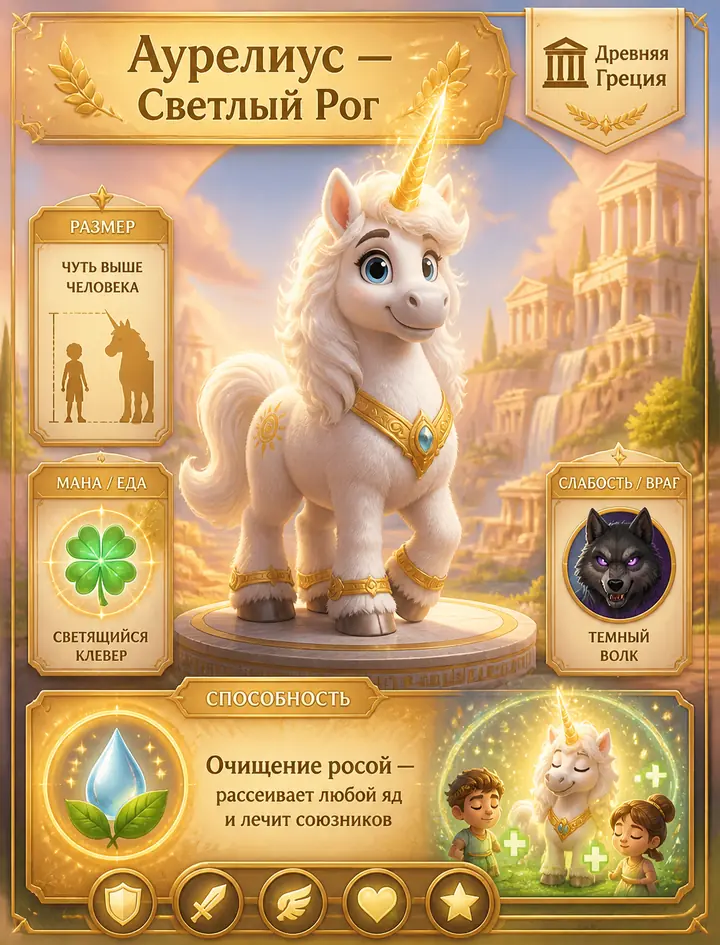 Аурелиус —
Светлый Рог
Древняя
Греция
РАЗМЕР
ЧУТЬ ВЫШЕ
ЧЕЛОВЕКА
МАНА / ЕДА
СВЕТЯЩИЙСЯ
КЛЕВЕР
СЛАБОСТЬ / ВРАГ
ТЕМНЫЙ
ВОЛК
СПОСОБНОСТЬ
Очищение росой —
рассеивает любой яд
и лечит союзников